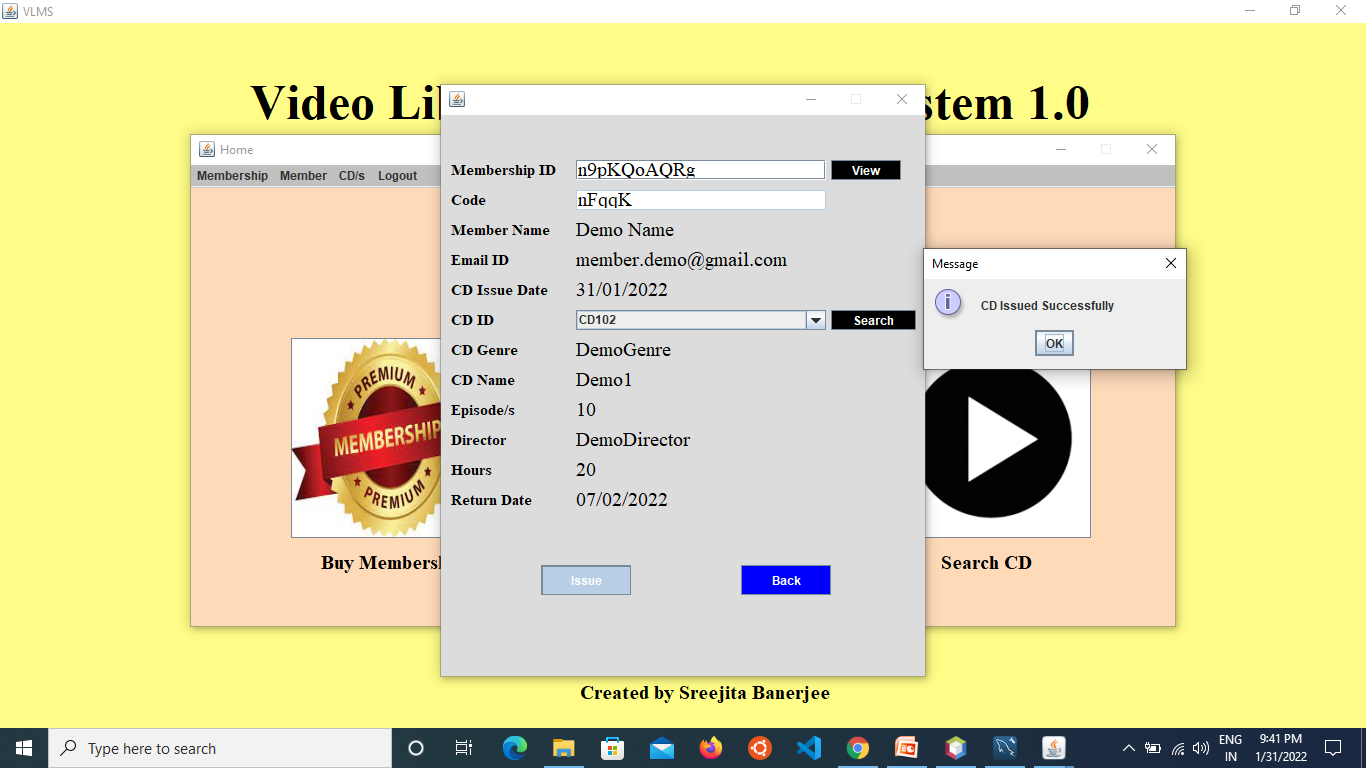 VLMS
Video Li
stem 1.0
Home
Membership Member CD/s Logout
Membership ID n9pKQoAQRg View
Code nFqqK
Member Name Demo Name
Email ID member.demo@gmail.com
CD Issue Date 31/01/2022
CD ID CD102 Search
CD Genre DemoGenre
CD Name Demo1
Episode/s 10
Director DemoDirector
Hours 20
Return Date 07/02/2022
Issue Back
Message
CD Issued Successfully
OK
PREMIUM
MEMBERSHIP
PREMIUM
Buy Membersh
Search CD
Created by Sreejita Banerjee
Type here to search
ENG
IN
9:41 PM
1/31/2022